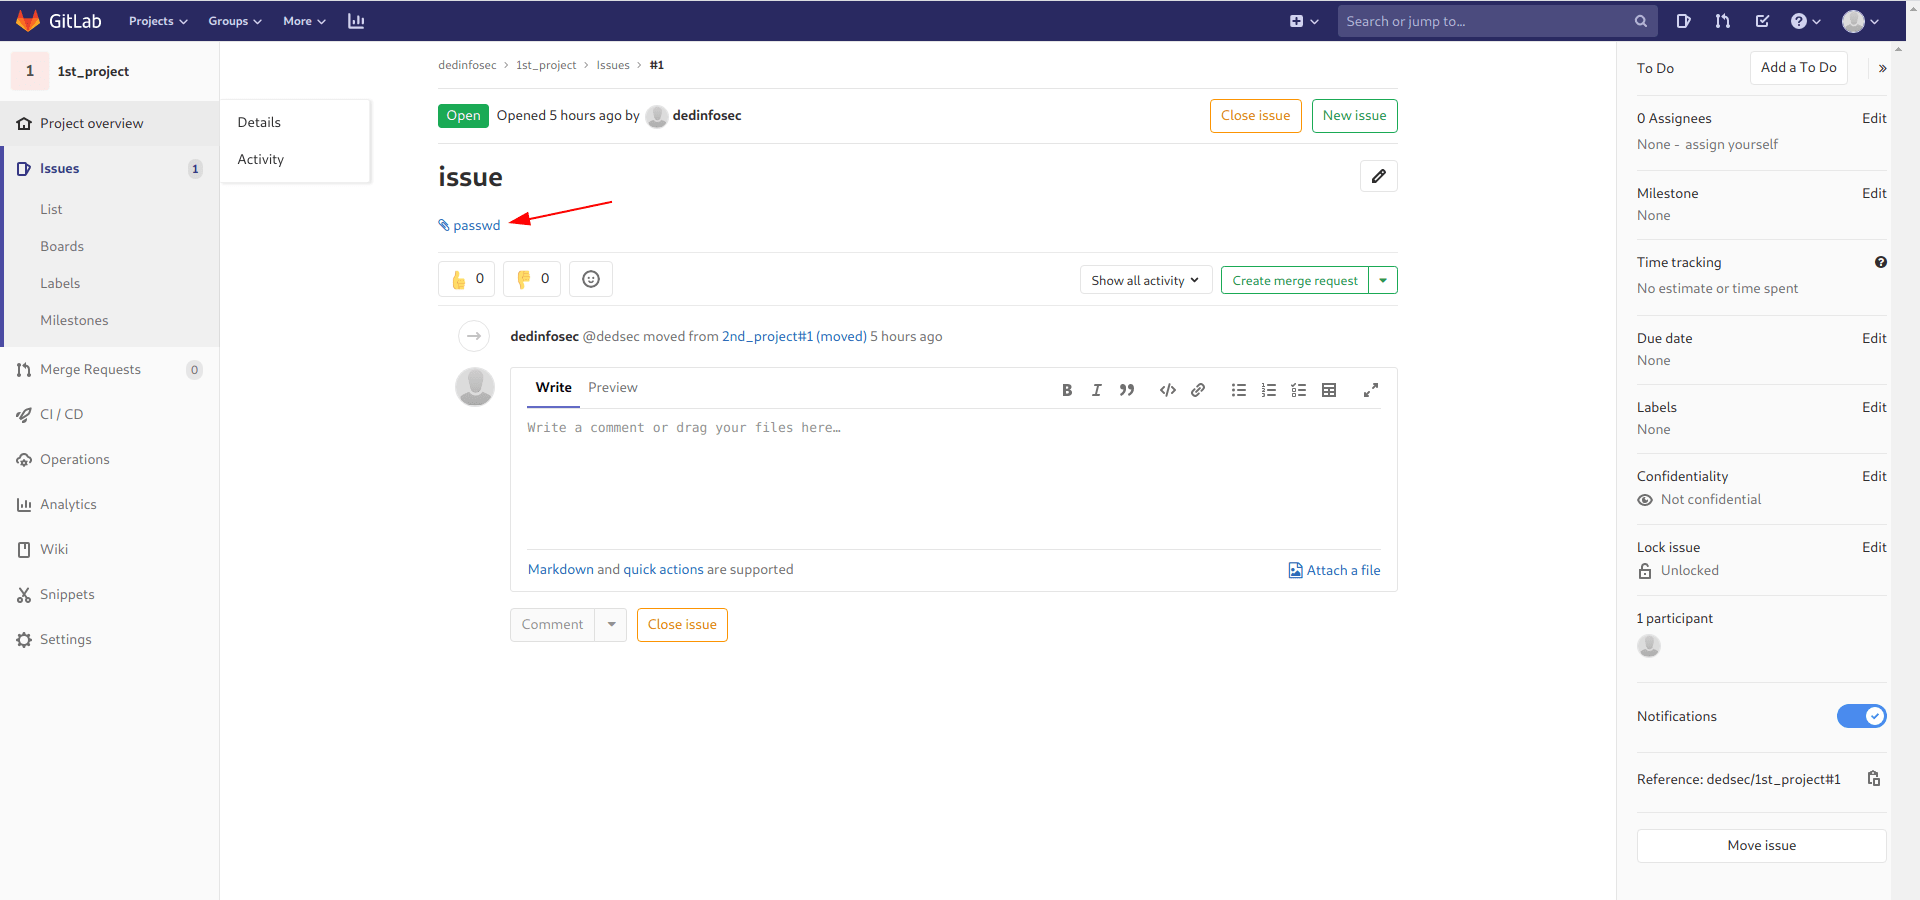 GitLab Projects Groups More Search or jump to...
1 1st_project
Project overview
Issues 1
List
Boards
Labels
Milestones
Merge Requests 0
CI / CD
Operations
Analytics
Wiki
Snippets
Settings
Details
Activity
dedinfosec > 1st_project > Issues > #1
Open Opened 5 hours ago by dedinfosec Close issue New issue
issue
passwd
0 0 Show all activity Create merge request
dedinfosec @dedsec moved from 2nd_project#1 (moved) 5 hours ago
Write Preview
Write a comment or drag your files here…
Markdown and quick actions are supported Attach a file
Comment Close issue
To Do Add a To Do »
0 Assignees Edit
None - assign yourself
Milestone Edit
None
Time tracking
No estimate or time spent
Due date Edit
None
Labels Edit
None
Confidentiality Edit
Not confidential
Lock issue Edit
Unlocked
1 participant
Notifications
Reference: dedsec/1st_project#1
Move issue